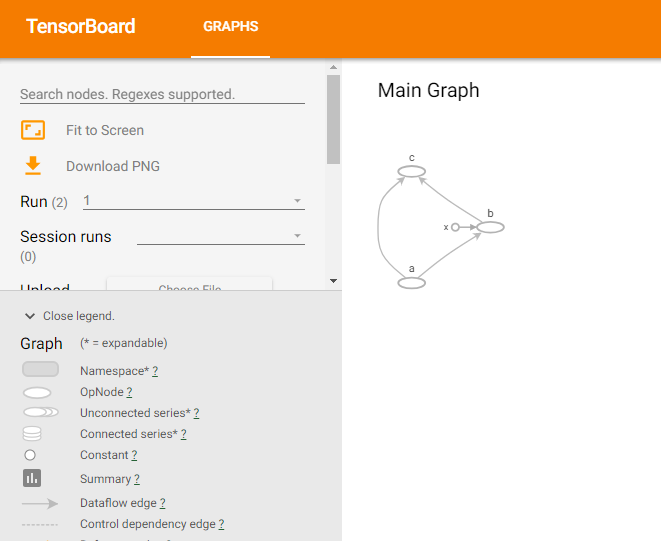 TensorBoard
GRAPHS
Search nodes. Regexes supported.
Fit to Screen
Download PNG
Run (2) 1
Session runs
(0)
Upload Choose File
Close legend.
Graph (* = expandable)
Namespace* ?
OpNode ?
Unconnected series* ?
Connected series* ?
Constant ?
Summary ?
Dataflow edge ?
Control dependency edge ?
Main Graph
c
b
x
a